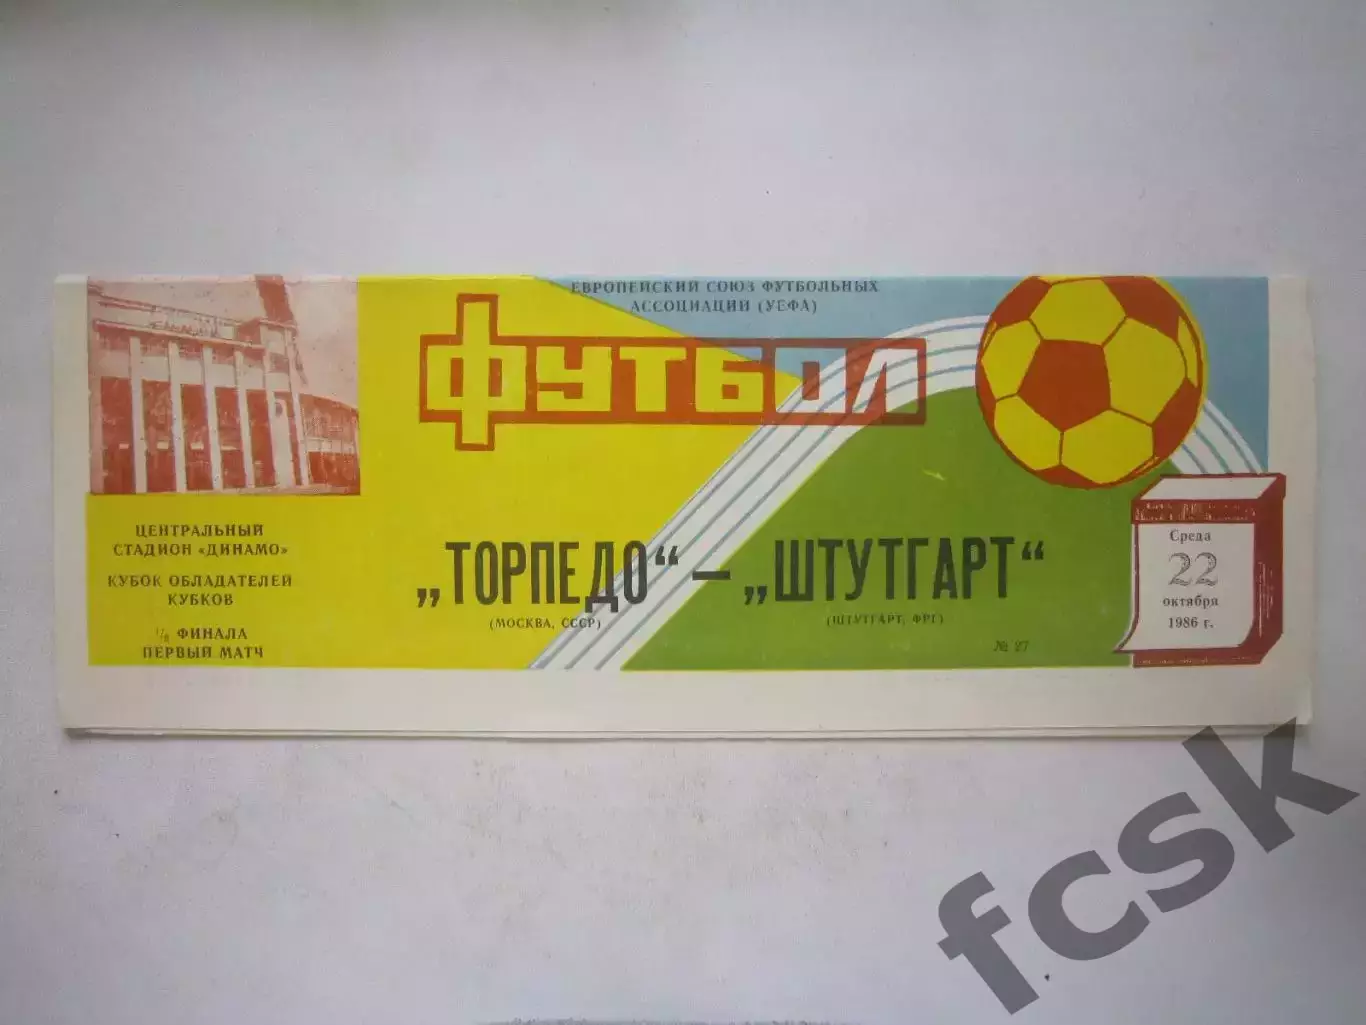 ЕВРОПЕЙСКИЙ СОЮЗ ФУТБОЛЬНЫХ
АССОЦИАЦИИ (УЕФА)
ФУТБОЛ
ЦЕНТРАЛЬНЫЙ
СТАДИОН «ДИНАМО»
КУБОК ОБЛАДАТЕЛЕЙ
КУБКОВ
1/8 ФИНАЛА
ПЕРВЫЙ МАТЧ
„ТОРПЕДО“ — „ШТУТГАРТ“
(МОСКВА, СССР)
(ШТУТГАРТ, ФРГ)
№ 27
Среда
22
октября
1986 г.
fcsk